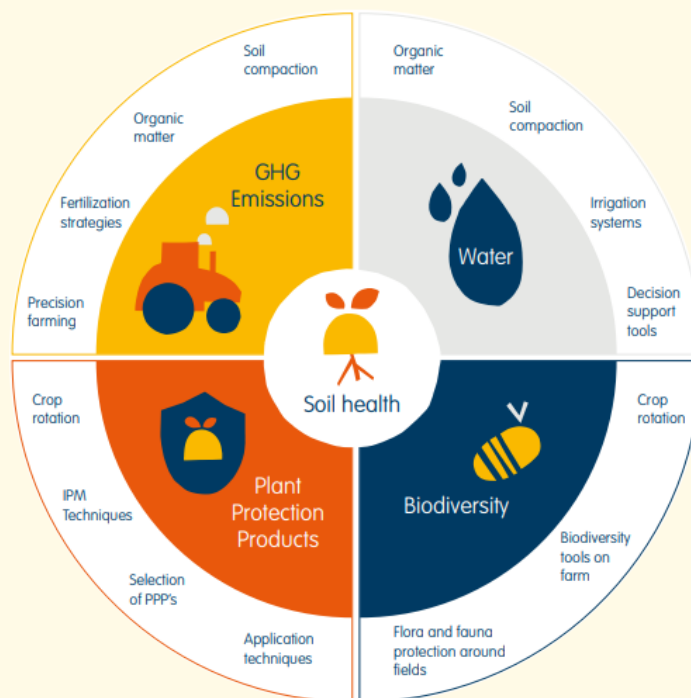 Soil
compaction
Organic
matter
Fertilization
strategies
Precision
farming
GHG
Emissions
Organic
matter
Soil
compaction
Irrigation
systems
Decision
support
tools
Water
Soil health
Crop
rotation
IPM
Techniques
Selection
of PPP's
Application
techniques
Plant
Protection
Products
Biodiversity
Crop
rotation
Biodiversity
tools on
farm
Flora and fauna
protection around
fields